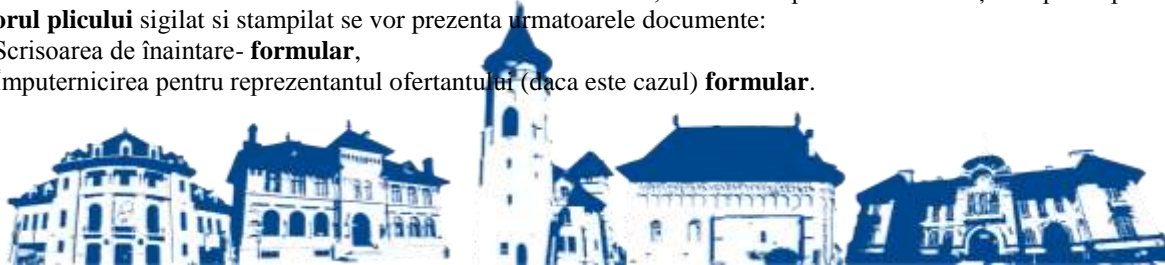 orul plicului sigilat si stampilat se vor prezenta urmatoarele documente:
Scrisoarea de înaintare- formular,
Imputernicirea pentru reprezentantul ofertantului (daca este cazul) formular.